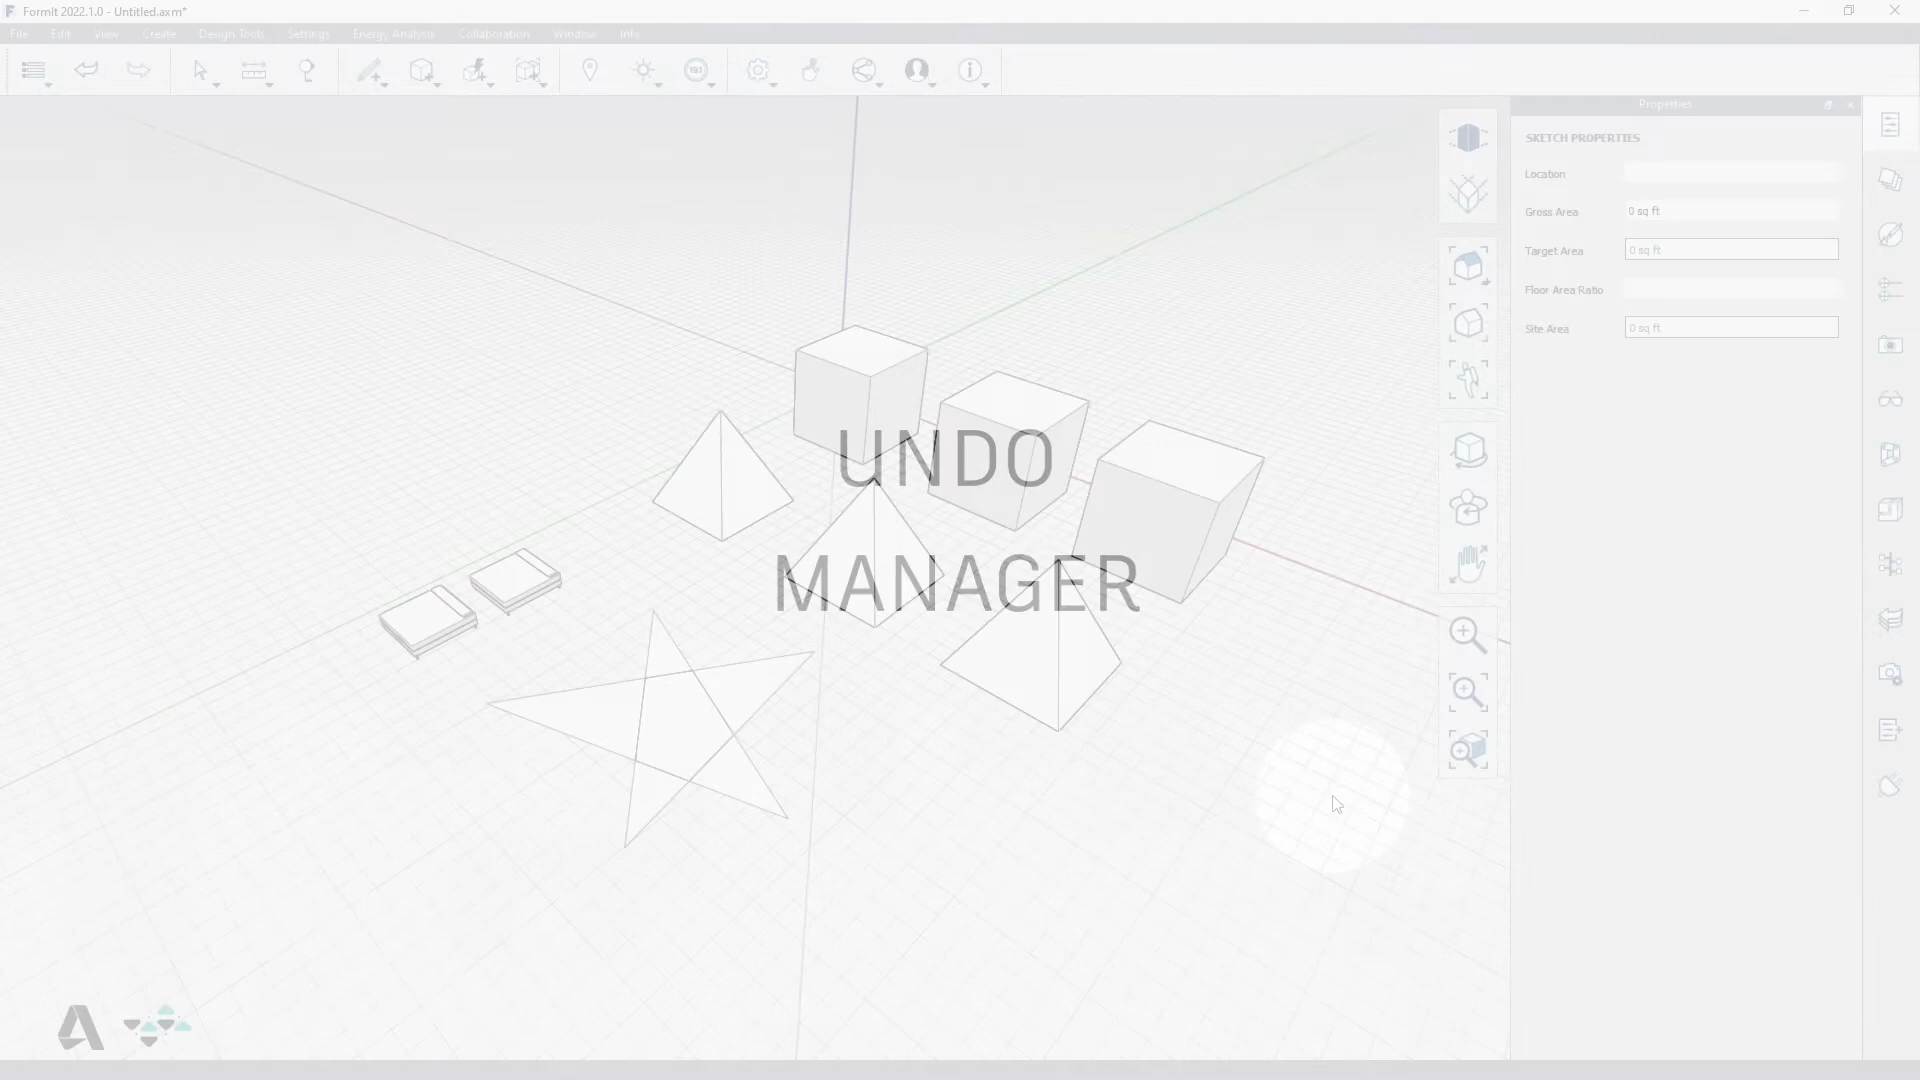 FormIt 2022.1.0 - Untitled.axm*
File Edit View Create Design Tools Settings Energy Analysis Collaboration Window Info
193
Properties
SKETCH PROPERTIES
Location
Gross Area 0 sq ft
Target Area 0 sq ft
Floor Area Ratio
Site Area 0 sq ft
UNDO
MANAGER